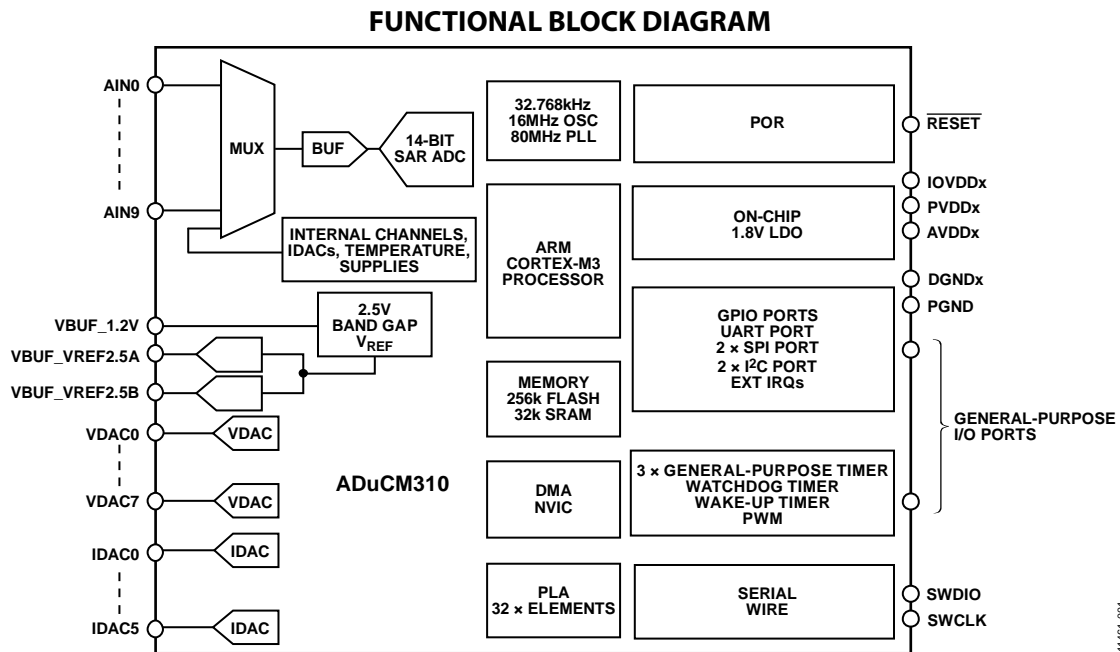 FUNCTIONAL BLOCK DIAGRAM
AIN0
AIN9
MUX
BUF
14-BIT
SAR ADC
INTERNAL CHANNELS,
IDACs, TEMPERATURE,
SUPPLIES
VBUF_1.2V
VBUF_VREF2.5A
VBUF_VREF2.5B
2.5V
BAND GAP
VREF
VDAC0
VDAC
VDAC7
VDAC
IDAC0
IDAC
IDAC5
IDAC
ADuCM310
32.768kHz
16MHz OSC
80MHz PLL
ARM
CORTEX-M3
PROCESSOR
MEMORY
256k FLASH
32k SRAM
DMA
NVIC
PLA
32 × ELEMENTS
POR
ON-CHIP
1.8V LDO
GPIO PORTS
UART PORT
2 × SPI PORT
2 × I2C PORT
EXT IRQs
3 × GENERAL-PURPOSE TIMER
WATCHDOG TIMER
WAKE-UP TIMER
PWM
SERIAL
WIRE
RESET
IOVDDx
PVDDx
AVDDx
DGNDx
PGND
GENERAL-PURPOSE
I/O PORTS
SWDIO
SWCLK